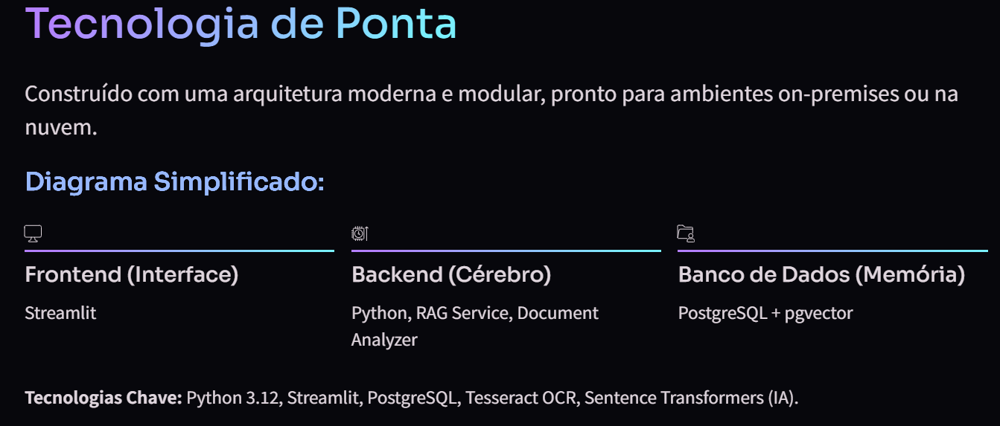 Tecnologia de Ponta
Construído com uma arquitetura moderna e modular, pronto para ambientes on-premises ou na
nuvem.
Diagrama Simplificado:
Frontend (Interface)
Streamlit
Backend (Cérebro)
Python, RAG Service, Document
Analyzer
Banco de Dados (Memória)
PostgreSQL + pgvector
Tecnologias Chave: Python 3.12, Streamlit, PostgreSQL, Tesseract OCR, Sentence Transformers (IA).